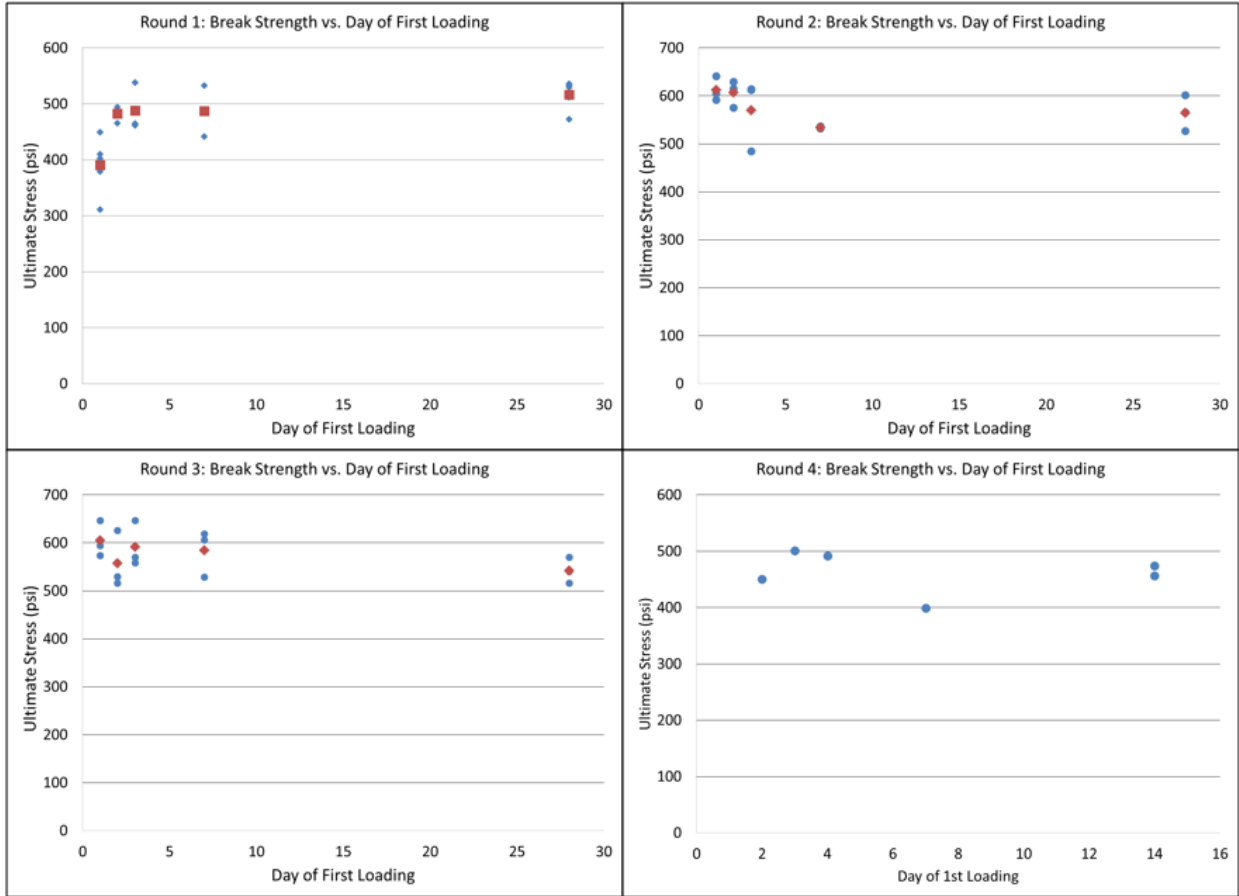 Round 1: Break Strength vs. Day of First Loading
600
500
400
300
200
100
0
0 5 10 15 20 25 30
Ultimate Stress (psi)
Day of First Loading
Round 2: Break Strength vs. Day of First Loading
700
600
500
400
300
200
100
0
0 5 10 15 20 25 30
Ultimate Stress (psi)
Day of First Loading
Round 3: Break Strength vs. Day of First Loading
700
600
500
400
300
200
100
0
0 5 10 15 20 25 30
Ultimate Stress (psi)
Day of First Loading
Round 4: Break Strength vs. Day of First Loading
600
500
400
300
200
100
0
0 2 4 6 8 10 12 14 16
Ultimate Stress (psi)
Day of 1st Loading